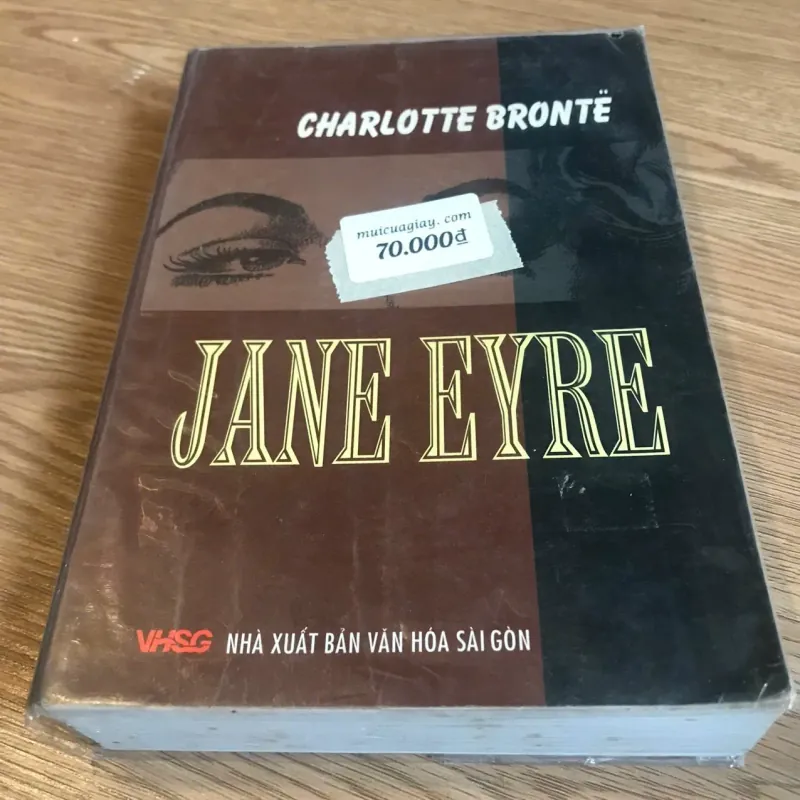 CHARLOTTE BRONTË
muicuagiay. com
70.000đ
JANE EYRE
VHSG NHÀ XUẤT BẢN VĂN HÓA SÀI GÒN